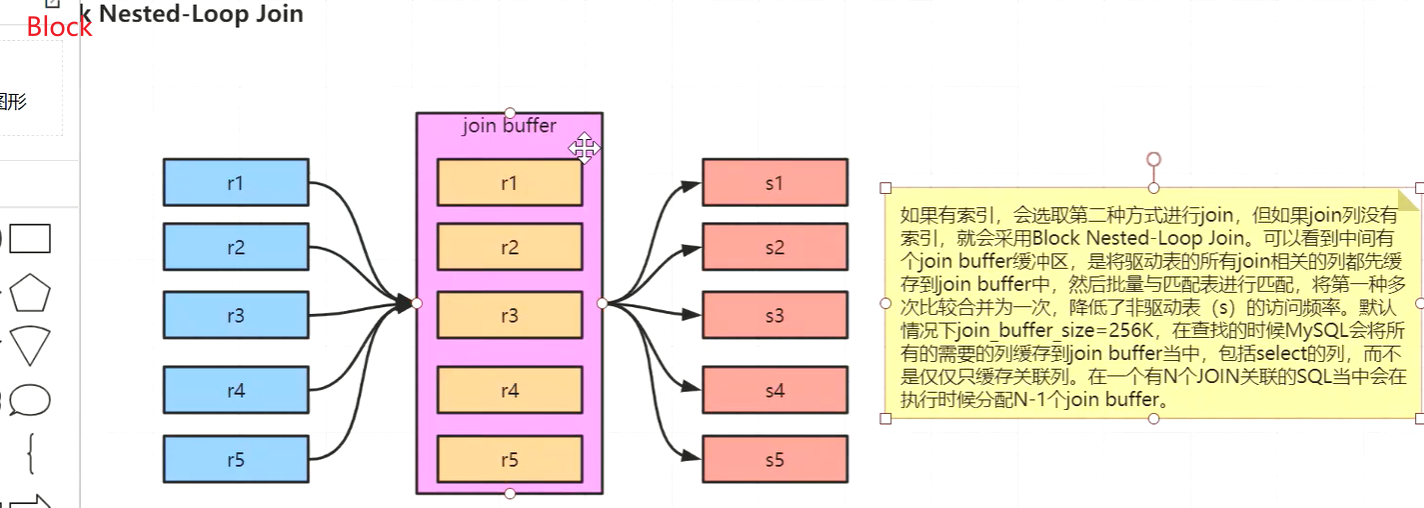 k Nested-Loop Join
Block
图形
join buffer
r1
r1
s1
r2
r2
s2
r3
r3
s3
r4
r4
s4
r5
r5
s5
如果有索引，会选取第二种方式进行join，但如果join列没有
索引，就会采用Block Nested-Loop Join。可以看到中间有
个join buffer缓冲区，是将驱动表的所有join相关的列都先缓
存到join buffer中，然后批量与匹配表进行匹配，将第一种多
次比较合并为一次，降低了非驱动表（s）的访问频率。默认
情况下join_buffer_size=256K，在查找的时候MySQL会将所
有的需要的列缓存到join buffer当中，包括select的列，而不
是仅仅只缓存关联列。在一个有N个JOIN关联的SQL当中会在
执行时候分配N-1个join buffer。